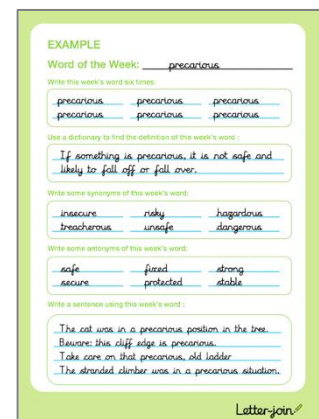 EXAMPLE
Word of the Week: precarious
Write this week's word six times:
precarious precarious precarious
precarious precarious precarious
Use a dictionary to find the definition of this week's word :
If something is precarious, it is not safe and
likely to fall off or fall over.
Write some synonyms of this week's word:
insecure risky hazardous
treacherous unsafe dangerous
Write some antonyms of this week's word:
safe fixed strong
secure protected stable
Write a sentence using this week's word :
The cat was in a precarious position in the tree.
Beware: this cliff edge is precarious.
Take care on that precarious, old ladder
The stranded climber was in a precarious situation.
Letter-join